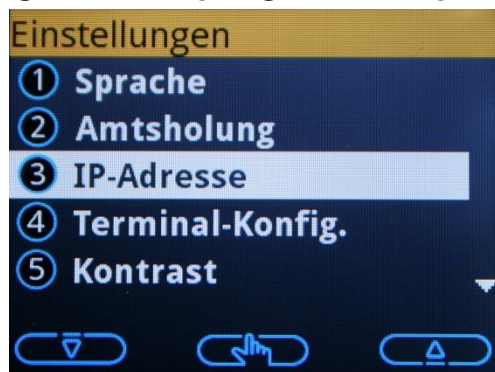 Einstellungen
1 Sprache
2 Amtsholung
3 IP-Adresse
4 Terminal-Konfig.
5 Kontrast